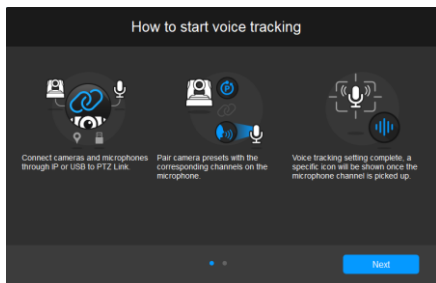 How to start voice tracking
P
Connect cameras and microphones
through IP or USB to PTZ Link.
Pair camera presets with the
corresponding channels on the
microphone.
Voice tracking setting complete, a
specific icon will be shown once the
microphone channel is picked up.
Next